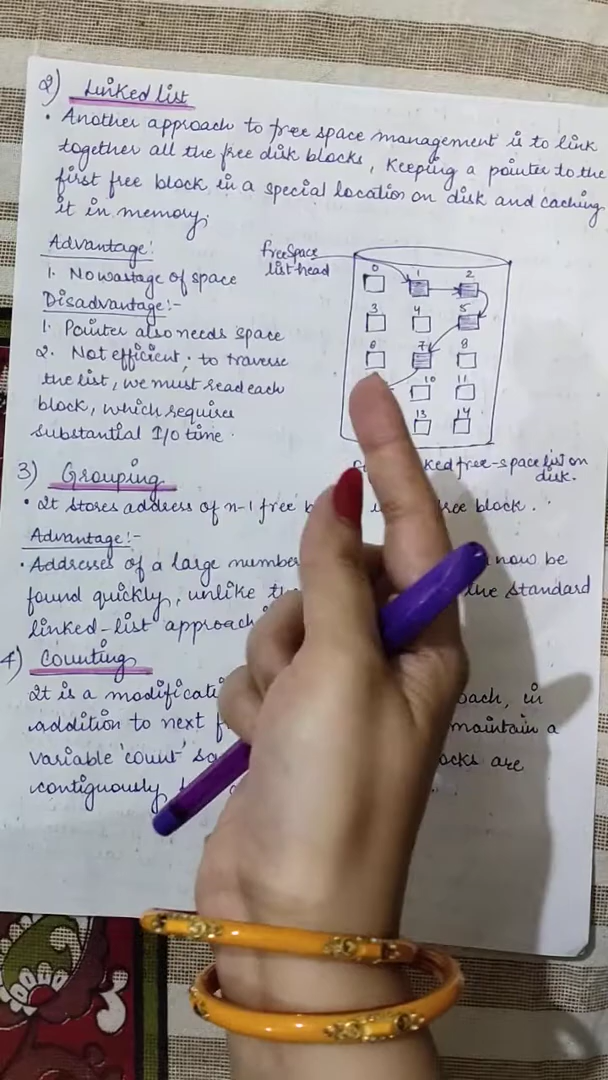 2) Linked list
• Another approach to free space management is to link
together all the free disk blocks, keeping a pointer to the
first free block in a special location on disk and caching
it in memory.
Advantage:
1. No wastage of space
Disadvantage:-
1. Pointer also needs space
2. Not efficient; to traverse
the list, we must read each
block, which requires
substantial I/O time.
free space
list head
0 1 2
3 4 5
6 7 8
10 11
13 14
ked free-space list on
disk.
3) Grouping
• It stores address of n-1 free free block.
Advantage:-
• Addresses of a large number now be
found quickly, unlike the standard
linked-list approach
4) Counting
It is a in
addition to next maintain a
variable 'count' are
contiguously